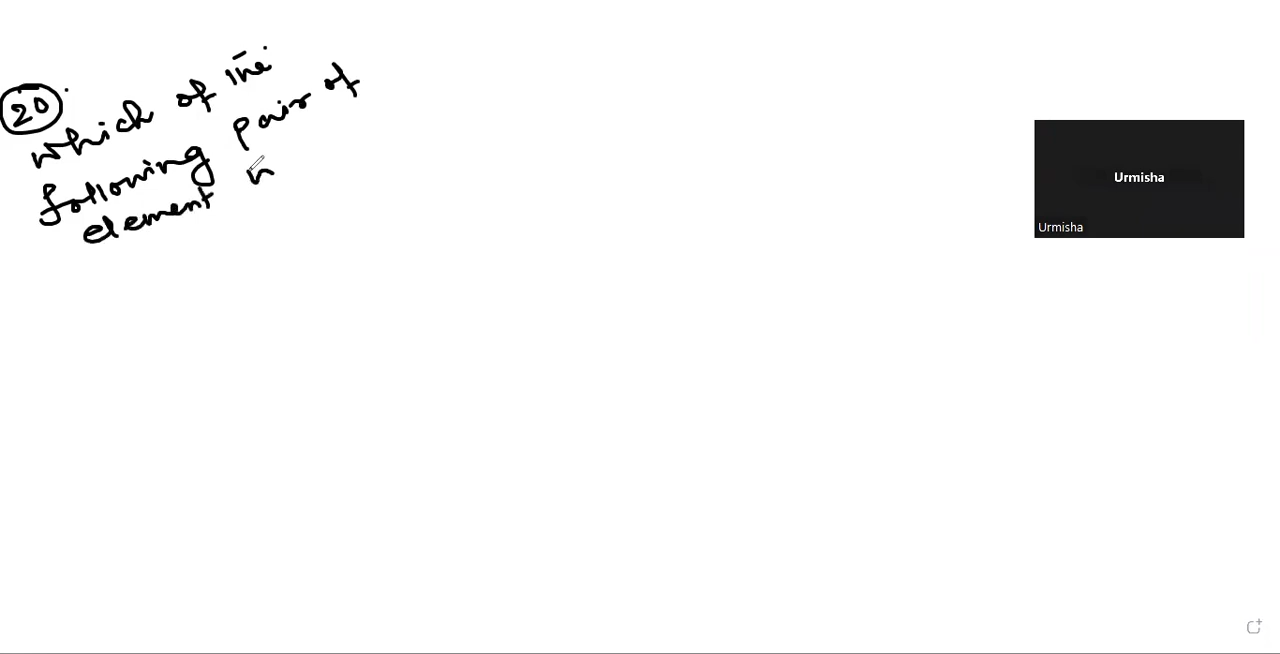 20
which of the
following pair of
element
Urmisha
Urmisha